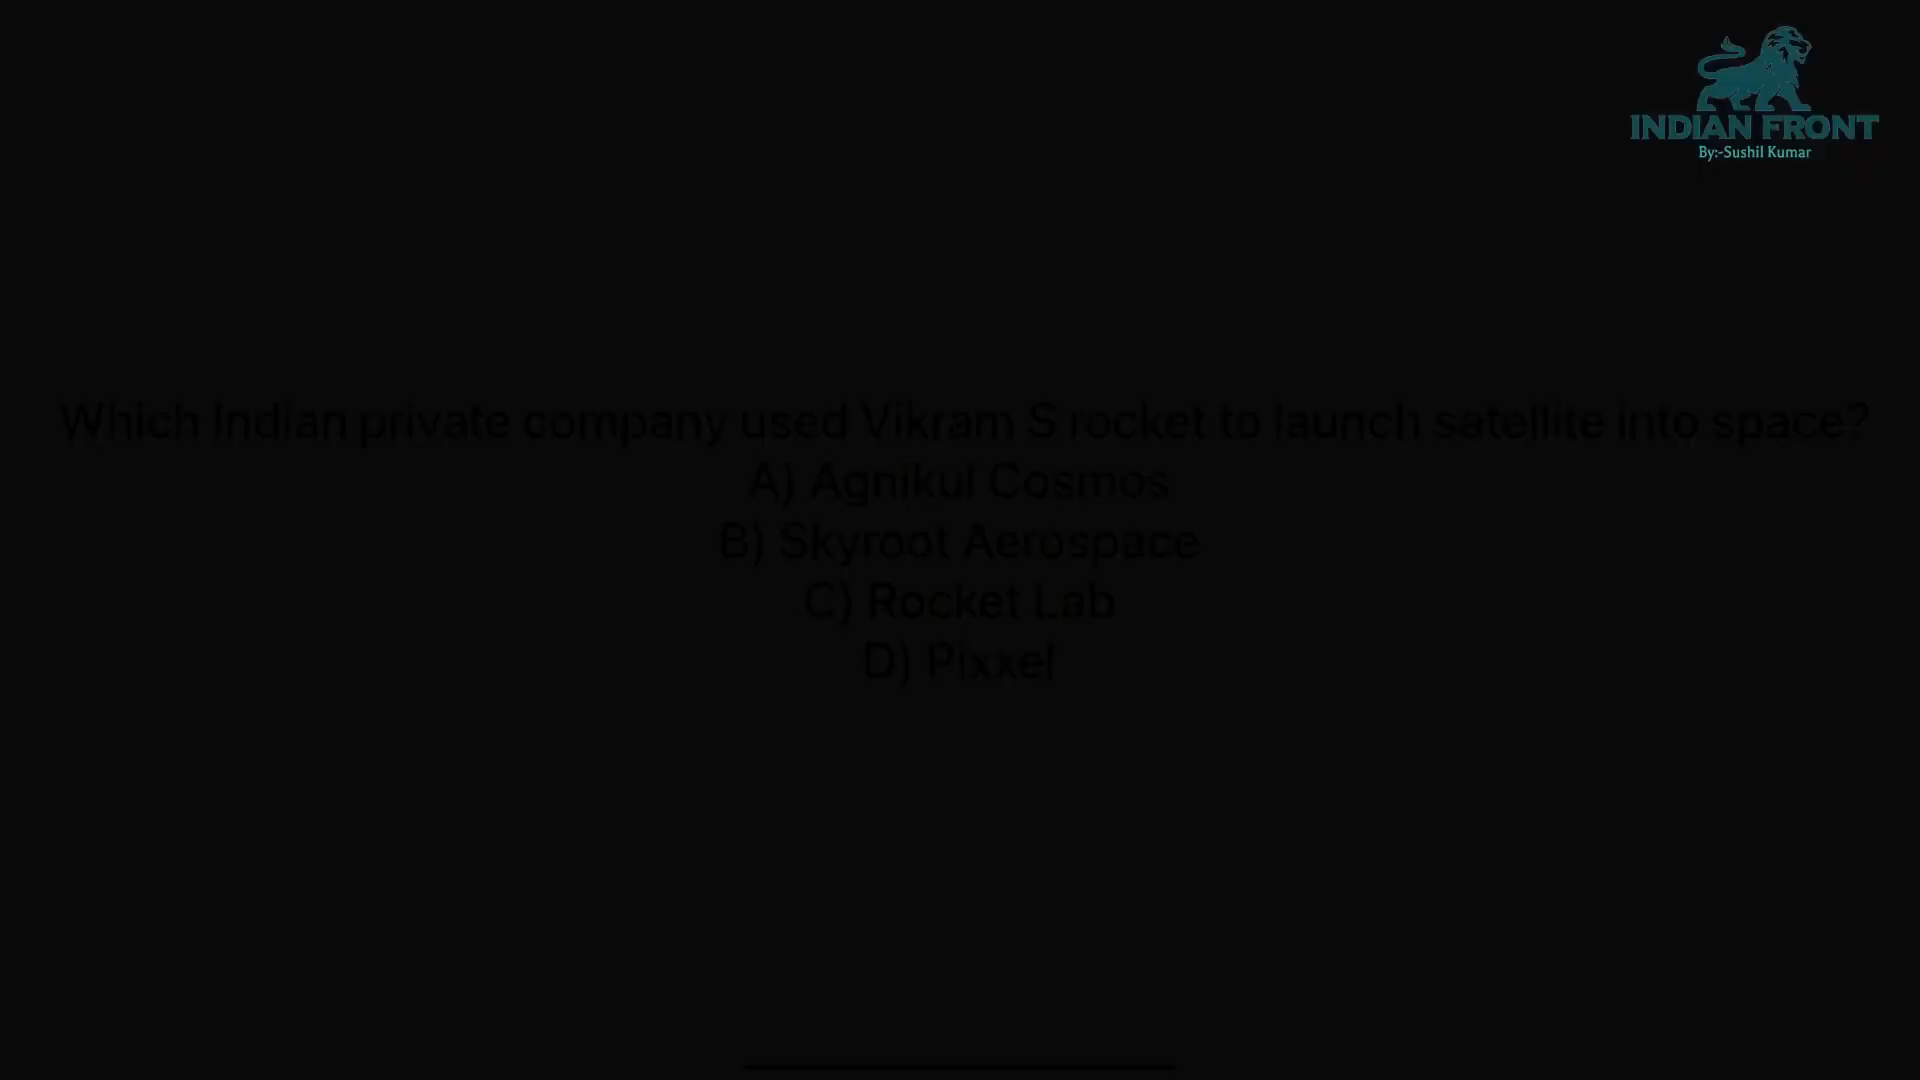 INDIAN FRONT
By:-Sushil Kumar
Which Indian private company used Vikram S rocket to launch satellite into space?
A) Agnikul Cosmos
B) Skyroot Aerospace
C) Rocket Lab
D) Pixxel